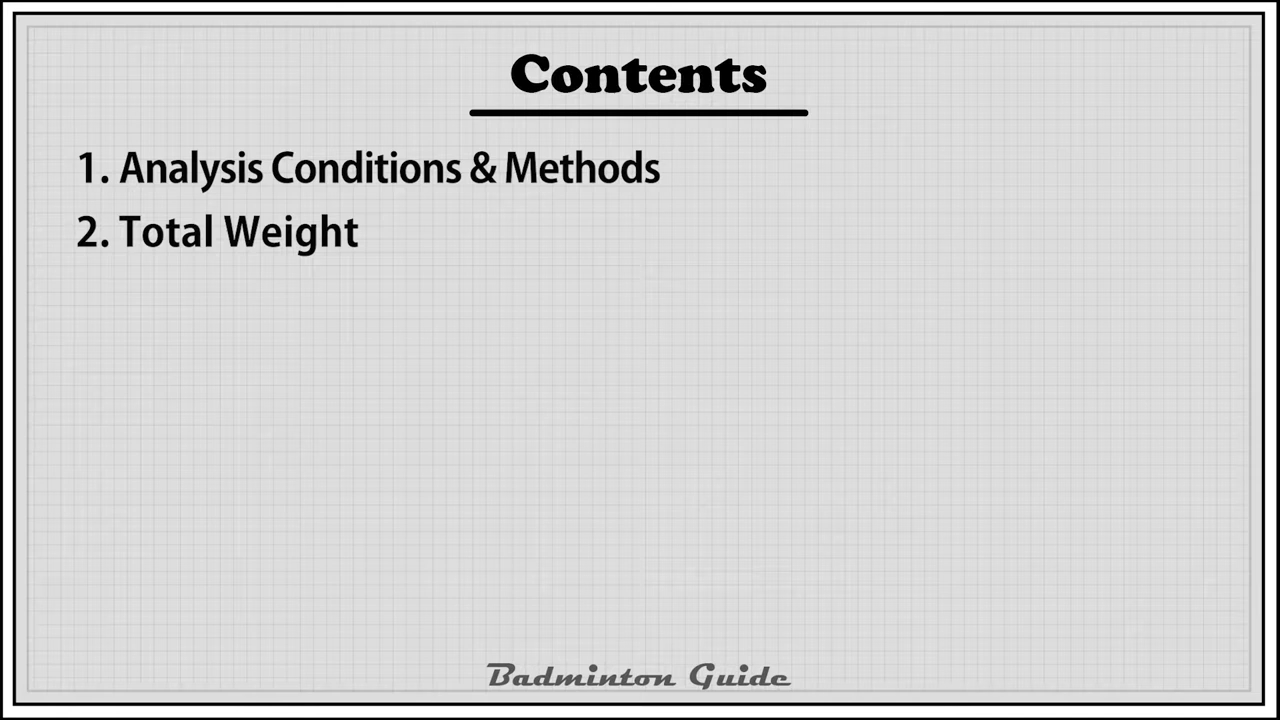 Contents
1. Analysis Conditions & Methods
2. Total Weight
Badminton Guide